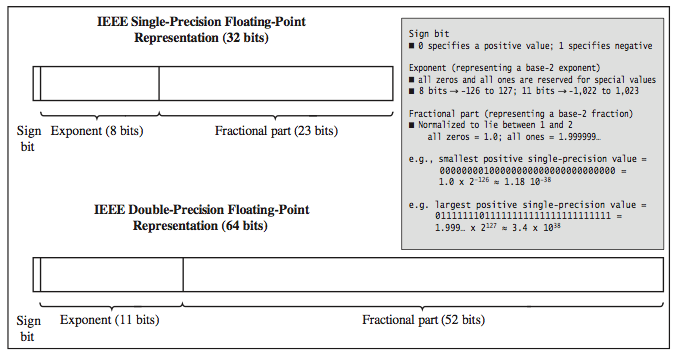 IEEE Single-Precision Floating-Point
Representation (32 bits)
Sign
bit
Exponent (8 bits)
Fractional part (23 bits)
Sign bit
■ 0 specifies a positive value; 1 specifies negative
Exponent (representing a base-2 exponent)
■ all zeros and all ones are reserved for special values
■ 8 bits → -126 to 127; 11 bits → -1,022 to 1,023
Fractional part (representing a base-2 fraction)
■ Normalized to lie between 1 and 2
all zeros = 1.0; all ones = 1.999999…
e.g., smallest positive single-precision value =
00000000100000000000000000000000 =
1.0 x 2⁻¹²⁶ ≈ 1.18 10⁻³⁸
e.g. largest positive single-precision value =
01111111011111111111111111111111 =
1.999… x 2¹²⁷ ≈ 3.4 x 10³⁸
IEEE Double-Precision Floating-Point
Representation (64 bits)
Sign
bit
Exponent (11 bits)
Fractional part (52 bits)